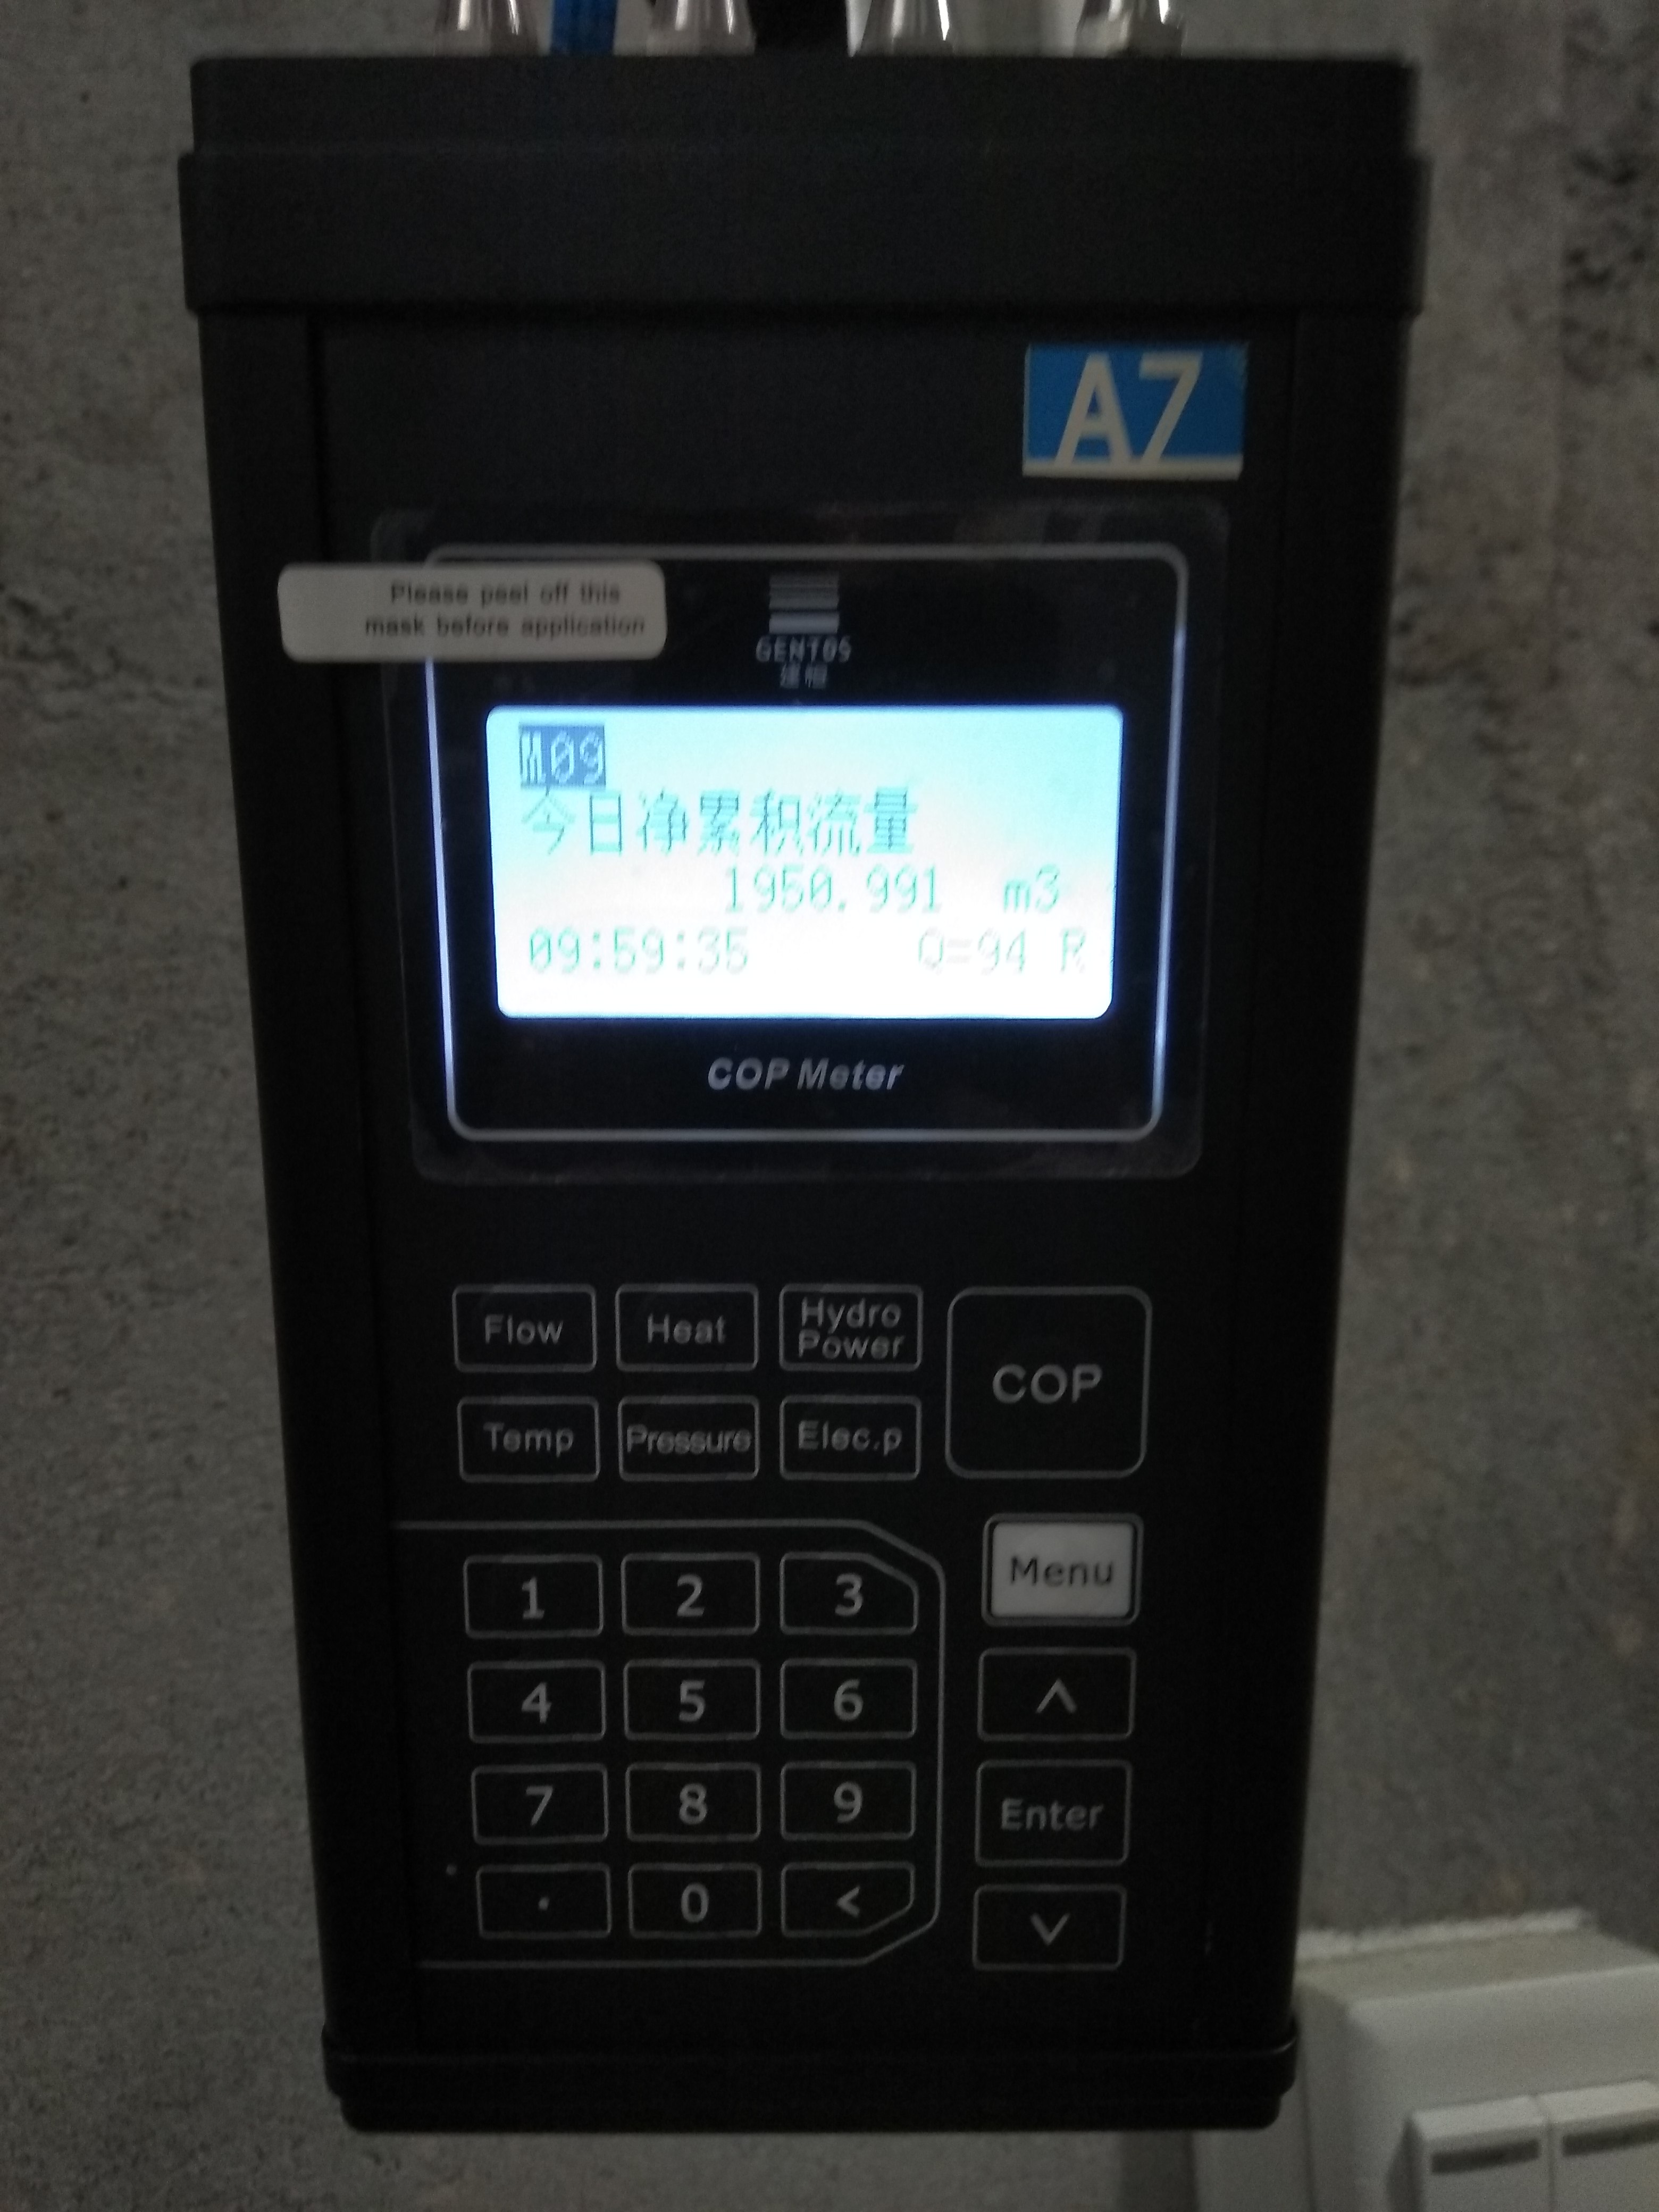 A7
Please peel off this
mask before application
GENTOS
建恒
M09
今日净累积流量
1950.991 m3
09:59:35 Q=94 R
COP Meter
Flow Heat Hydro Power COP
Temp Pressure Elec.p
Menu
1 2 3
4 5 6 ^
7 8 9 Enter
. 0 < v